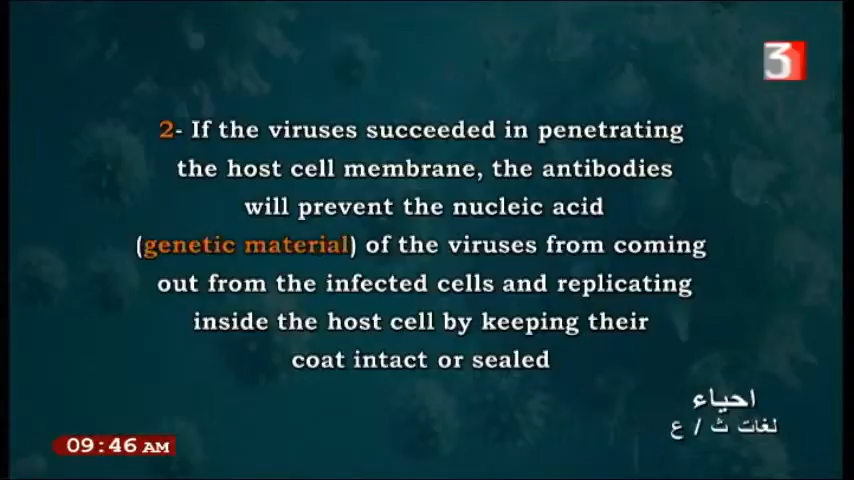 3
2- If the viruses succeeded in penetrating
the host cell membrane, the antibodies
will prevent the nucleic acid
(genetic material) of the viruses from coming
out from the infected cells and replicating
inside the host cell by keeping their
coat intact or sealed
احياء
لغات ث / ع
09:46 AM